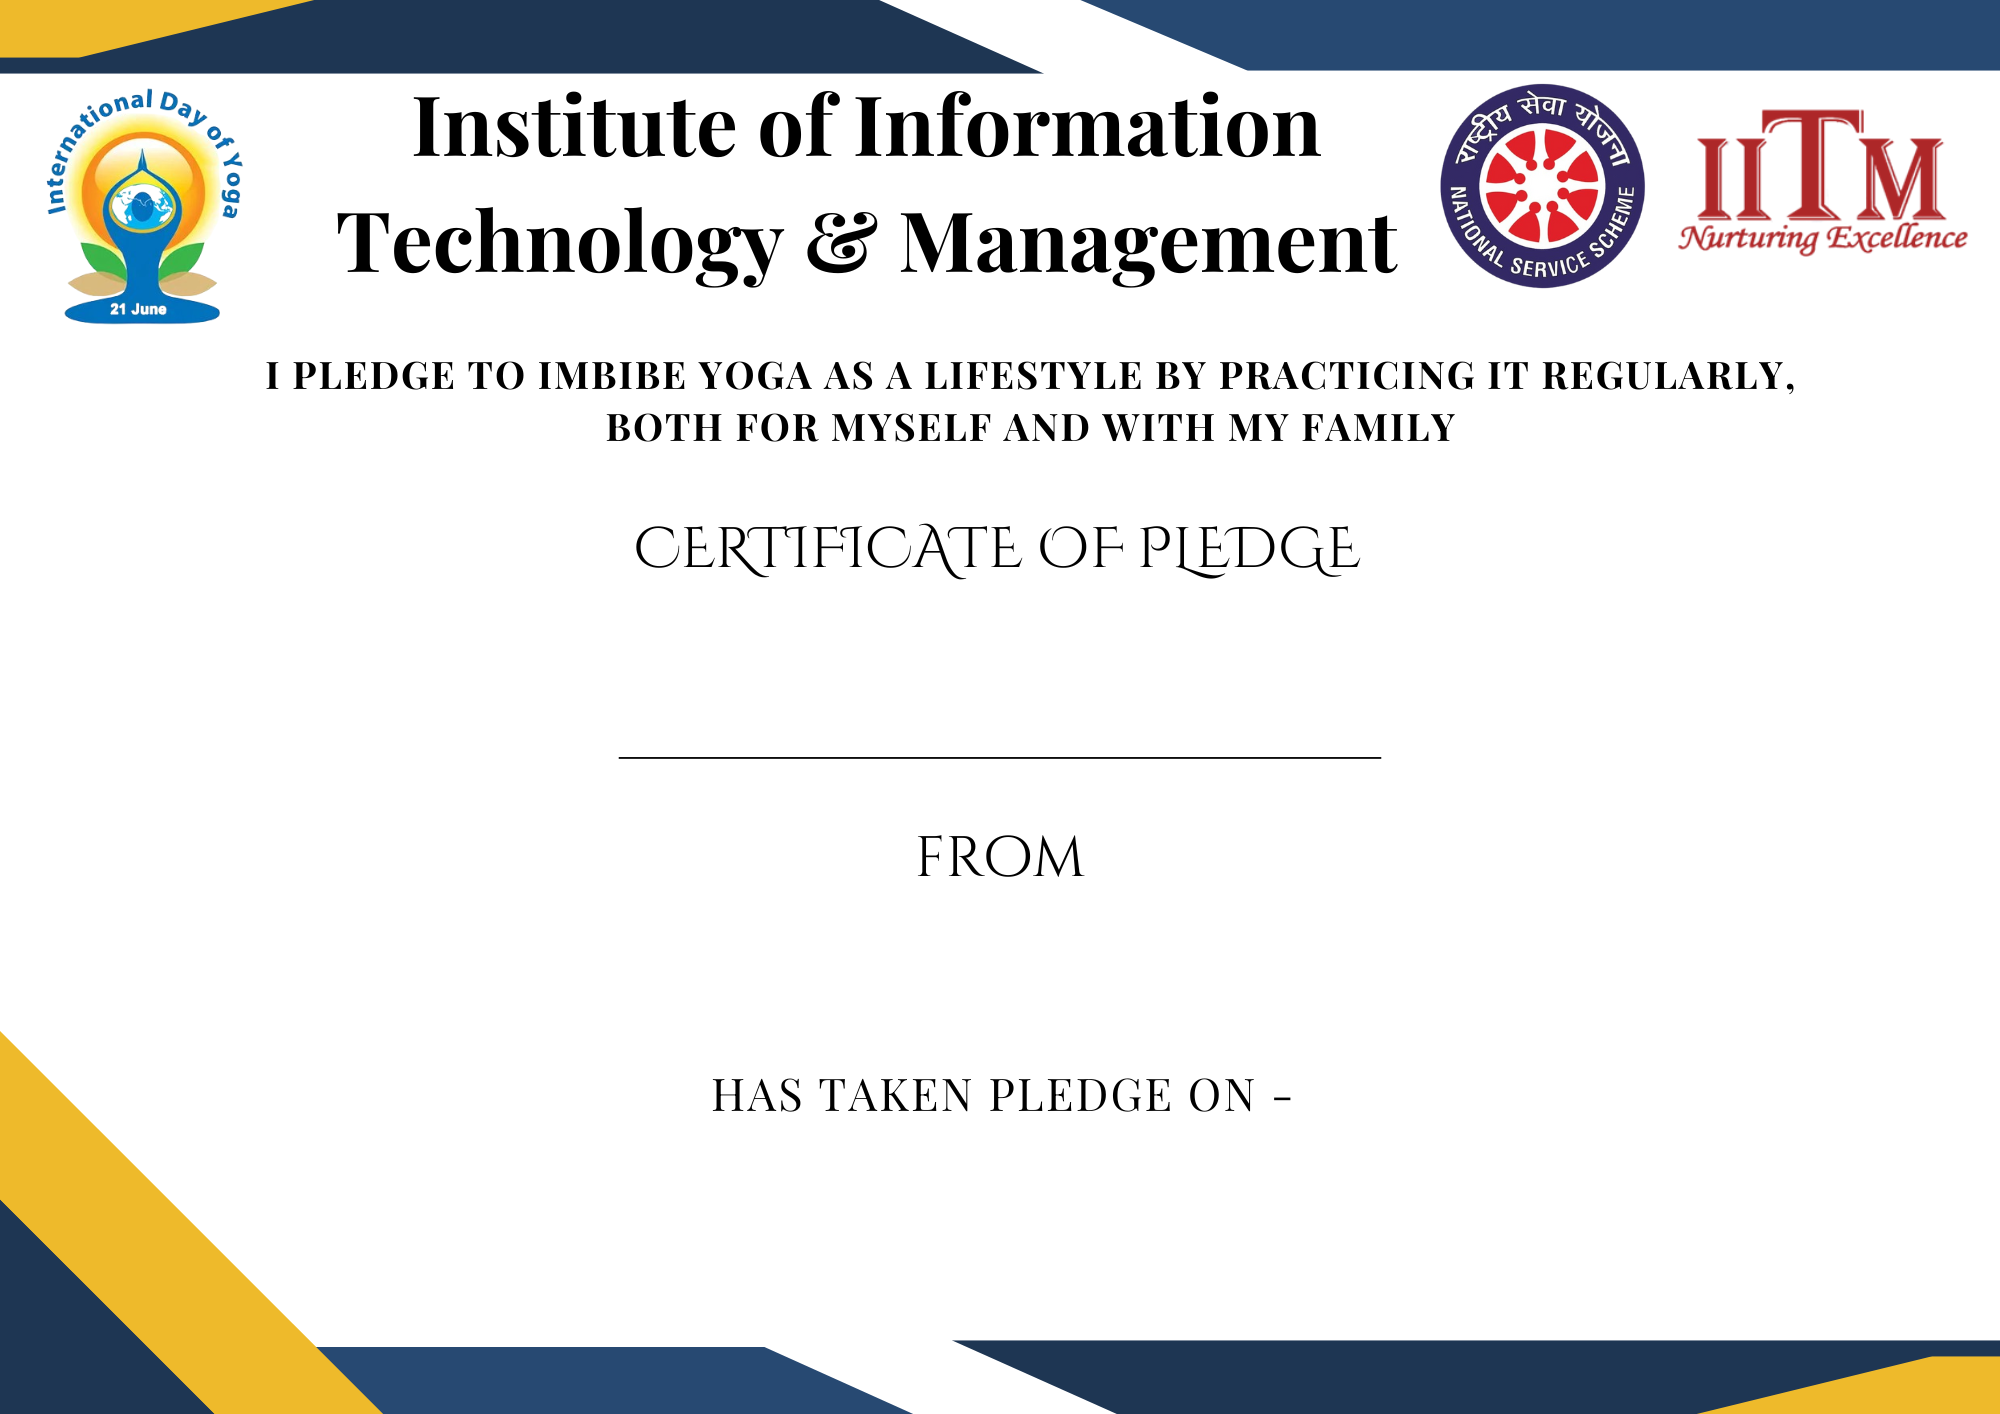 International Day of Yoga
21 June
Institute of Information
Technology & Management
राष्ट्रीय सेवा योजना
NATIONAL SERVICE SCHEME
IITM
Nurturing Excellence
I PLEDGE TO IMBIBE YOGA AS A LIFESTYLE BY PRACTICING IT REGULARLY,
BOTH FOR MYSELF AND WITH MY FAMILY
CERTIFICATE OF PLEDGE
FROM
HAS TAKEN PLEDGE ON -